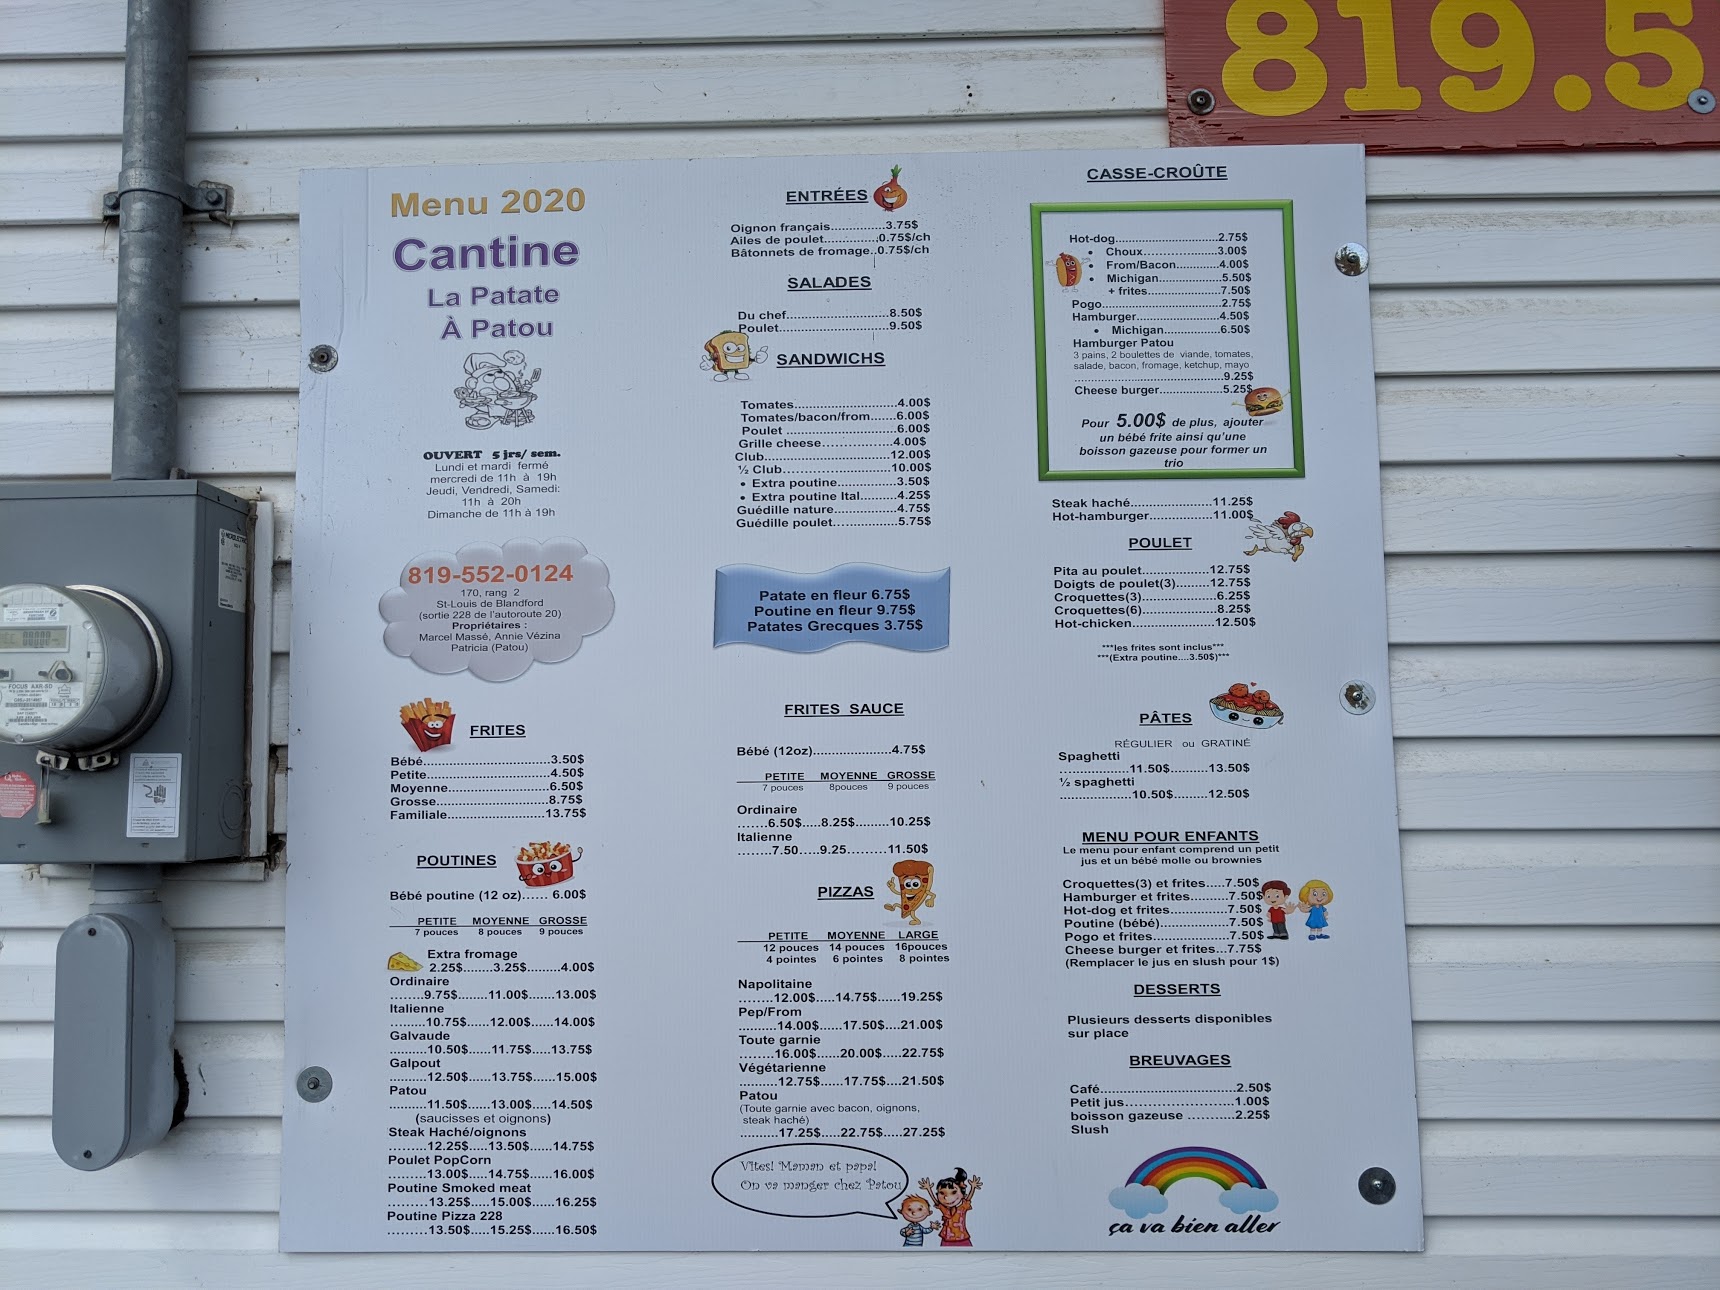 819.5
Menu 2020
Cantine
La Patate
À Patou
OUVERT 5 jrs/ sem.
Lundi et mardi fermé
mercredi de 11h à 19h
Jeudi, Vendredi, Samedi:
11h à 20h
Dimanche de 11h à 19h
819-552-0124
170, rang 2
St-Louis de Blandford
(sortie 228 de l'autoroute 20)
Propriétaires :
Marcel Massé, Annie Vézina
Patricia (Patou)
FRITES
Bébé..................................3.50$
Petite.................................4.50$
Moyenne...........................6.50$
Grosse..............................8.75$
Familiale..........................13.75$
POUTINES
Bébé poutine (12 oz)...... 6.00$
PETITE MOYENNE GROSSE
7 pouces 8 pouces 9 pouces
Extra fromage
2.25$........3.25$.........4.00$
Ordinaire
........9.75$........11.00$.......13.00$
Italienne
.........10.75$......12.00$......14.00$
Galvaude
..........10.50$......11.75$.....13.75$
Galpout
..........12.50$......13.75$......15.00$
Patou
..........11.50$......13.00$.....14.50$
(saucisses et oignons)
Steak Haché/oignons
.........12.25$.....13.50$......14.75$
Poulet PopCorn
.........13.00$.....14.75$......16.00$
Poutine Smoked meat
.........13.25$.....15.00$......16.25$
Poutine Pizza 228
.........13.50$.....15.25$......16.50$
ENTRÉES
Oignon français...............3.75$
Ailes de poulet...............0.75$/ch
Bâtonnets de fromage..0.75$/ch
SALADES
Du chef............................8.50$
Poulet..............................9.50$
SANDWICHS
Tomates............................4.00$
Tomates/bacon/from.......6.00$
Poulet ..............................6.00$
Grille cheese...................4.00$
Club..................................12.00$
½ Club.............................10.00$
• Extra poutine................3.50$
• Extra poutine Ital..........4.25$
Guédille nature.................4.75$
Guédille poulet..................5.75$
Patate en fleur 6.75$
Poutine en fleur 9.75$
Patates Grecques 3.75$
FRITES SAUCE
Bébé (12oz).....................4.75$
PETITE MOYENNE GROSSE
7 pouces 8pouces 9 pouces
Ordinaire
.......6.50$.....8.25$.........10.25$
Italienne
........7.50.....9.25.........11.50$
PIZZAS
PETITE MOYENNE LARGE
12 pouces 14 pouces 16pouces
4 pointes 6 pointes 8 pointes
Napolitaine
........12.00$.....14.75$......19.25$
Pep/From
..........14.00$......17.50$....21.00$
Toute garnie
........16.00$......20.00$.....22.75$
Végétarienne
..........12.75$......17.75$....21.50$
Patou
(Toute garnie avec bacon, oignons,
steak haché)
..........17.25$.....22.75$.....27.25$
Vites! Maman et papa!
On va manger chez Patou
CASSE-CROÛTE
Hot-dog............................2.75$
• Choux.....................3.00$
• From/Bacon............4.00$
• Michigan.................5.50$
+ frites....................7.50$
Pogo.................................2.75$
Hamburger.......................4.50$
• Michigan...............6.50$
Hamburger Patou
3 pains, 2 boulettes de viande, tomates,
salade, bacon, fromage, ketchup, mayo
.........................................9.25$
Cheese burger.................5.25$
Pour 5.00$ de plus, ajouter
un bébé frite ainsi qu'une
boisson gazeuse pour former un
trio
Steak haché......................11.25$
Hot-hamburger.................11.00$
POULET
Pita au poulet..................12.75$
Doigts de poulet(3).........12.75$
Croquettes(3)....................6.25$
Croquettes(6)....................8.25$
Hot-chicken......................12.50$
***les frites sont inclus***
***(Extra poutine....3.50$)***
PÂTES
RÉGULIER ou GRATINÉ
Spaghetti
...................11.50$..........13.50$
½ spaghetti
....................10.50$.........12.50$
MENU POUR ENFANTS
Le menu pour enfant comprend un petit
jus et un bébé molle ou brownies
Croquettes(3) et frites.....7.50$
Hamburger et frites..........7.50$
Hot-dog et frites...............7.50$
Poutine (bébé)..................7.50$
Pogo et frites....................7.50$
Cheese burger et frites...7.75$
(Remplacer le jus en slush pour 1$)
DESSERTS
Plusieurs desserts disponibles
sur place
BREUVAGES
Café...................................2.50$
Petit jus...........................1.00$
boisson gazeuse ............2.25$
Slush
ça va bien aller
FOCUS AXR-SD